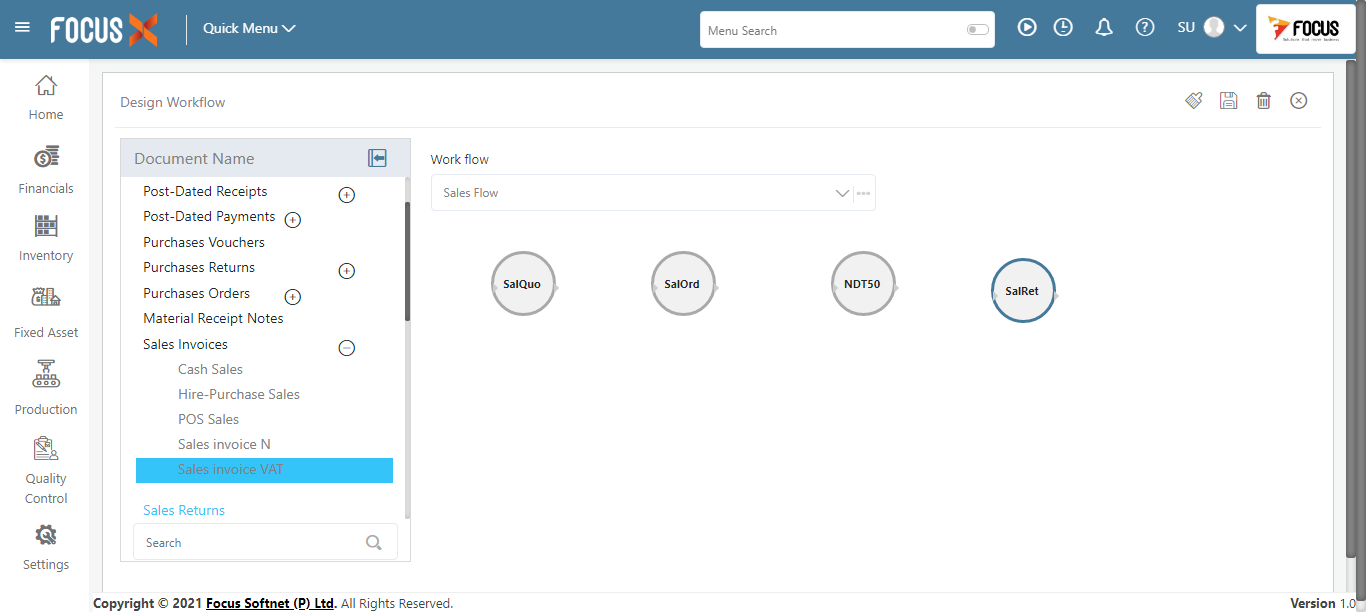 FOCUS X
Quick Menu
Menu Search
SU
FOCUS
Home
Financials
Inventory
Fixed Asset
Production
Quality
Control
Settings
Design Workflow
Document Name
Post-Dated Receipts
Post-Dated Payments
Purchases Vouchers
Purchases Returns
Purchases Orders
Material Receipt Notes
Sales Invoices
Cash Sales
Hire-Purchase Sales
POS Sales
Sales invoice N
Sales invoice VAT
Sales Returns
Search
Work flow
Sales Flow
SalQuo
SalOrd
NDT50
SalRet
Copyright © 2021 Focus Softnet (P) Ltd. All Rights Reserved.
Version 1.0